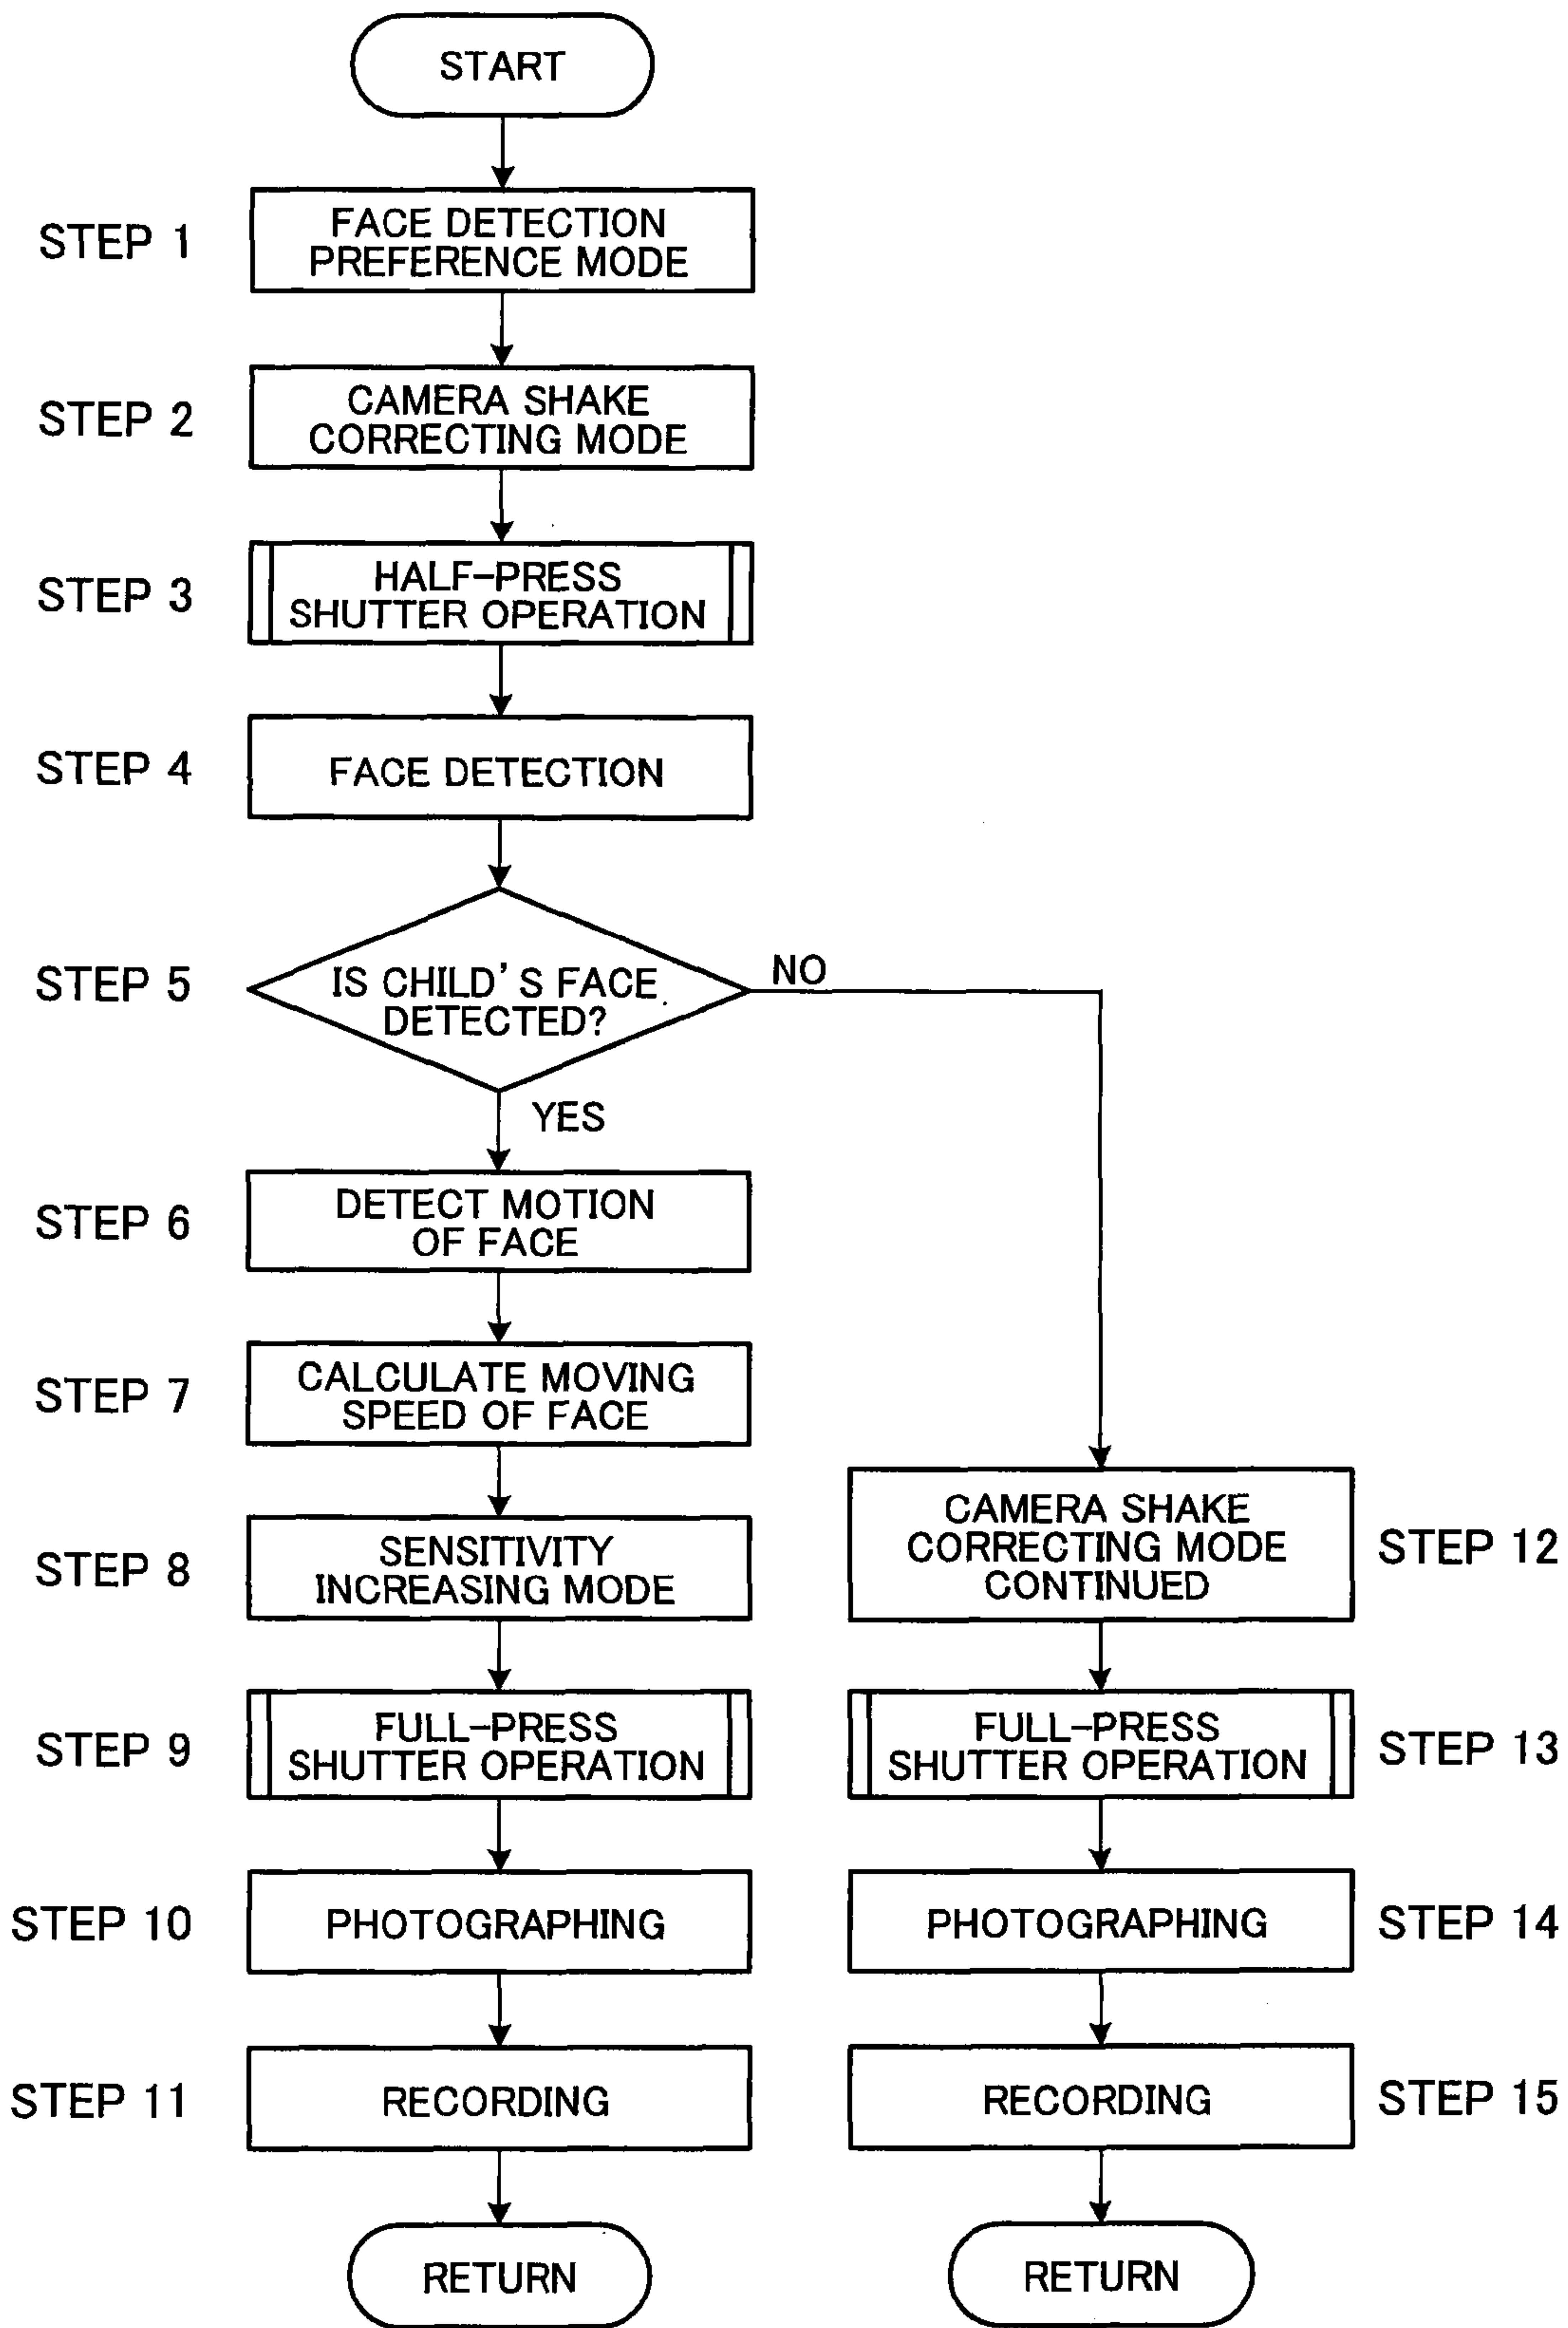 START
STEP 1
FACE DETECTION
PREFERENCE MODE
STEP 2
CAMERA SHAKE
CORRECTING MODE
STEP 3
HALF-PRESS
SHUTTER OPERATION
STEP 4
FACE DETECTION
STEP 5
IS CHILD'S FACE
DETECTED?
NO
YES
STEP 6
DETECT MOTION
OF FACE
STEP 7
CALCULATE MOVING
SPEED OF FACE
STEP 8
SENSITIVITY
INCREASING MODE
STEP 9
FULL-PRESS
SHUTTER OPERATION
STEP 10
PHOTOGRAPHING
STEP 11
RECORDING
RETURN
CAMERA SHAKE
CORRECTING MODE
CONTINUED
STEP 12
FULL-PRESS
SHUTTER OPERATION
STEP 13
PHOTOGRAPHING
STEP 14
RECORDING
STEP 15
RETURN